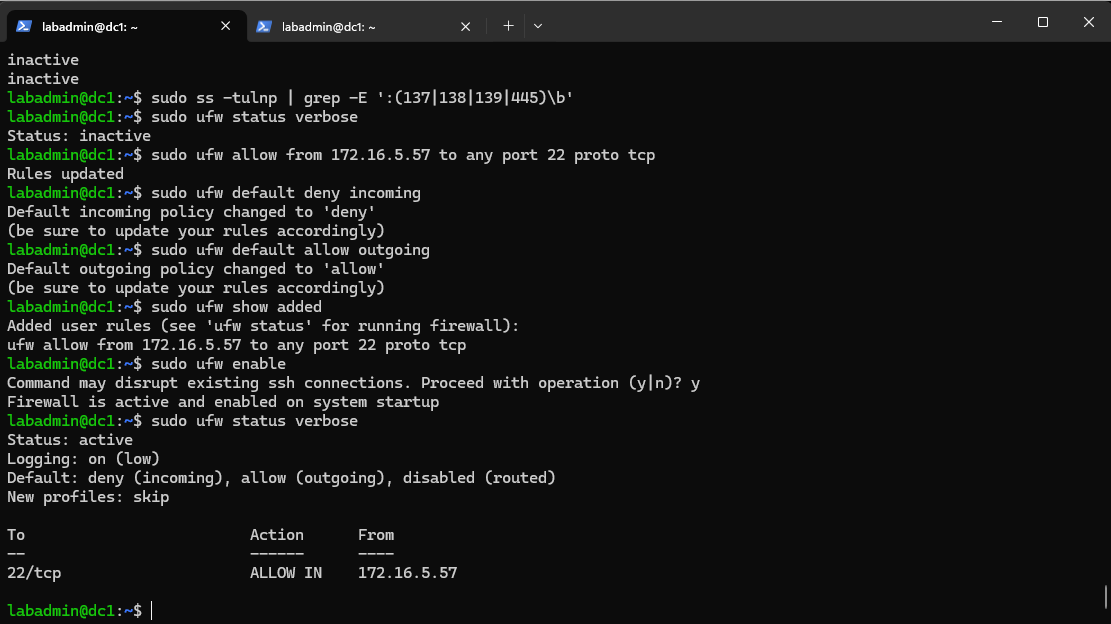 labadmin@dc1: ~
labadmin@dc1: ~
inactive
inactive
labadmin@dc1:~$ sudo ss -tulnp | grep -E ':(137|138|139|445)\b'
labadmin@dc1:~$ sudo ufw status verbose
Status: inactive
labadmin@dc1:~$ sudo ufw allow from 172.16.5.57 to any port 22 proto tcp
Rules updated
labadmin@dc1:~$ sudo ufw default deny incoming
Default incoming policy changed to 'deny'
(be sure to update your rules accordingly)
labadmin@dc1:~$ sudo ufw default allow outgoing
Default outgoing policy changed to 'allow'
(be sure to update your rules accordingly)
labadmin@dc1:~$ sudo ufw show added
Added user rules (see 'ufw status' for running firewall):
ufw allow from 172.16.5.57 to any port 22 proto tcp
labadmin@dc1:~$ sudo ufw enable
Command may disrupt existing ssh connections. Proceed with operation (y|n)? y
Firewall is active and enabled on system startup
labadmin@dc1:~$ sudo ufw status verbose
Status: active
Logging: on (low)
Default: deny (incoming), allow (outgoing), disabled (routed)
New profiles: skip
To                         Action      From
--                         ------      ----
22/tcp                     ALLOW IN    172.16.5.57
labadmin@dc1:~$